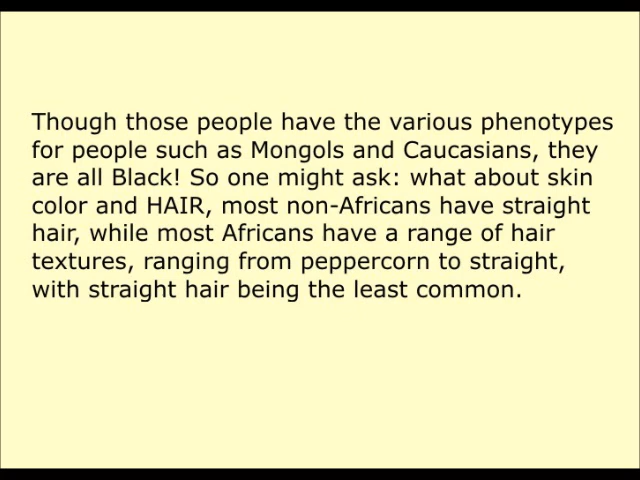 Though those people have the various phenotypes
for people such as Mongols and Caucasians, they
are all Black! So one might ask: what about skin
color and HAIR, most non-Africans have straight
hair, while most Africans have a range of hair
textures, ranging from peppercorn to straight,
with straight hair being the least common.